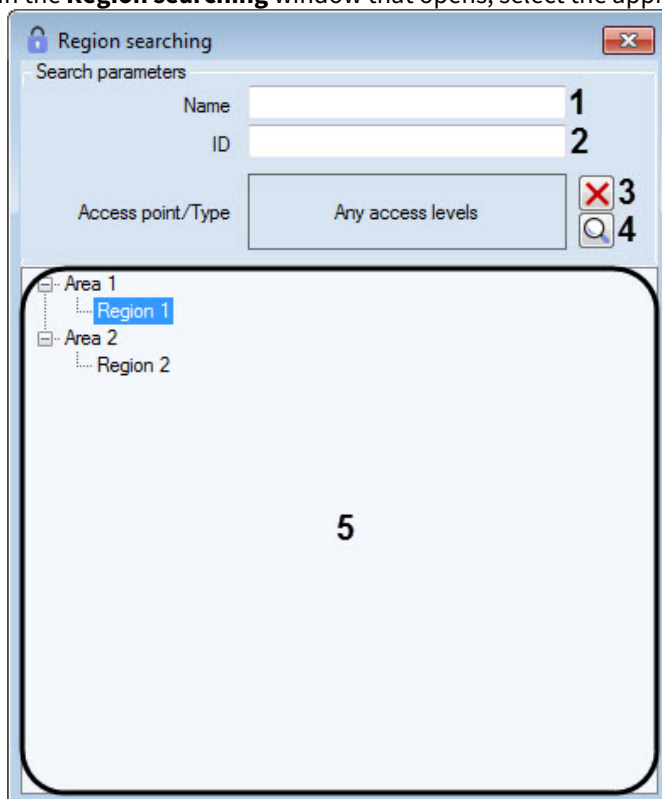 in the Region searching window that opens, select the appr
Region searching
Search parameters
Name 1
ID 2
Access point/Type Any access levels 3
4
Area 1
Region 1
Area 2
Region 2
5